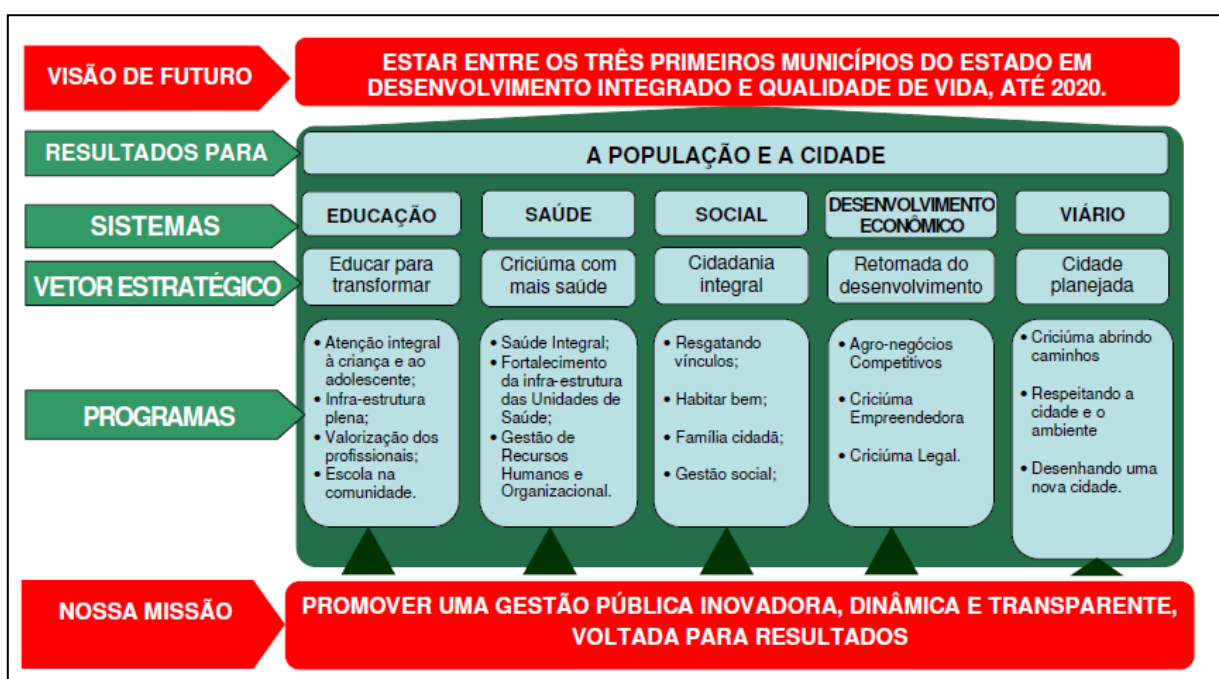 VISÃO DE FUTURO
ESTAR ENTRE OS TRÊS PRIMEIROS MUNICÍPIOS DO ESTADO EM
DESENVOLVIMENTO INTEGRADO E QUALIDADE DE VIDA, ATÉ 2020.
RESULTADOS PARA
A POPULAÇÃO E A CIDADE
SISTEMAS
EDUCAÇÃO
SAÚDE
SOCIAL
DESENVOLVIMENTO
ECONÔMICO
VIÁRIO
VETOR ESTRATÉGICO
Educar para
transformar
Criciúma com
mais saúde
Cidadania
integral
Retomada do
desenvolvimento
Cidade
planejada
PROGRAMAS
• Atenção integral
à criança e ao
adolescente;
• Infra-estrutura
plena;
• Valorização dos
profissionais;
• Escola na
comunidade.
• Saúde Integral;
• Fortalecimento
da infra-estrutura
das Unidades de
Saúde;
• Gestão de
Recursos
Humanos e
Organizacional.
• Resgatando
vínculos;
• Habitar bem;
• Família cidadã;
• Gestão social;
• Agro-negócios
Competitivos
• Criciúma
Empreendedora
• Criciúma Legal.
• Criciúma abrindo
caminhos
• Respeitando a
cidade e o
ambiente
• Desenhando uma
nova cidade.
NOSSA MISSÃO
PROMOVER UMA GESTÃO PÚBLICA INOVADORA, DINÂMICA E TRANSPARENTE,
VOLTADA PARA RESULTADOS